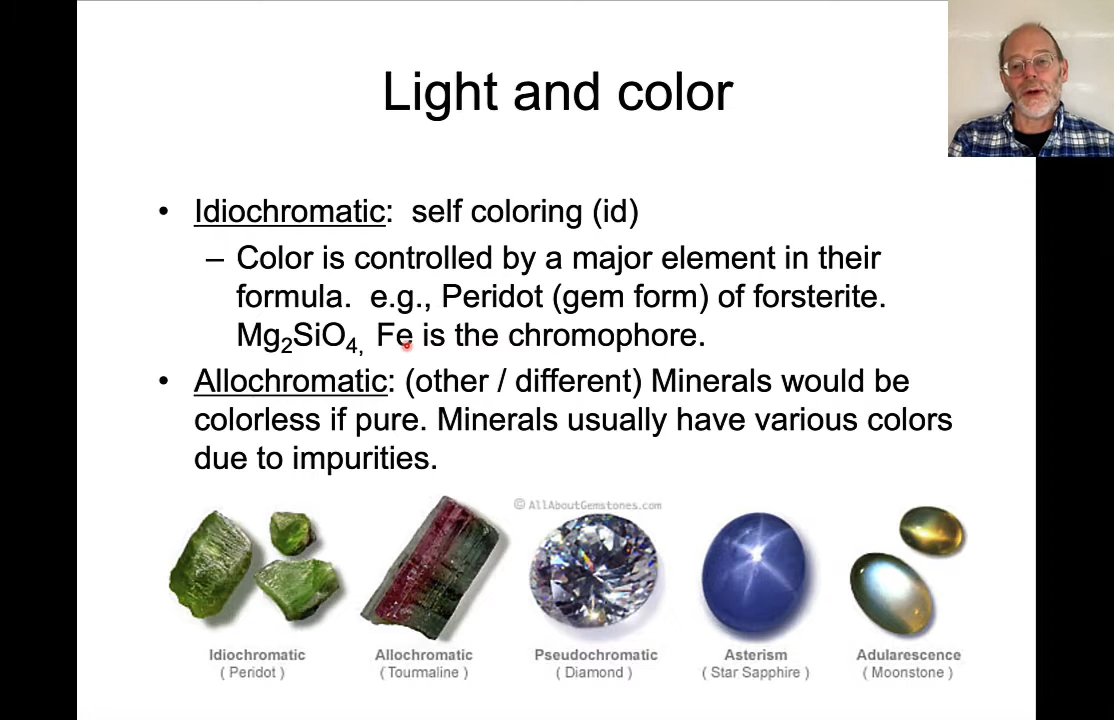 Light and color
• Idiochromatic: self coloring (id)
– Color is controlled by a major element in their
formula. e.g., Peridot (gem form) of forsterite.
Mg₂SiO₄, Fe is the chromophore.
• Allochromatic: (other / different) Minerals would be
colorless if pure. Minerals usually have various colors
due to impurities.
© AllAboutGemstones.com
Idiochromatic
( Peridot )
Allochromatic
( Tourmaline )
Pseudochromatic
( Diamond )
Asterism
( Star Sapphire )
Adularescence
( Moonstone )